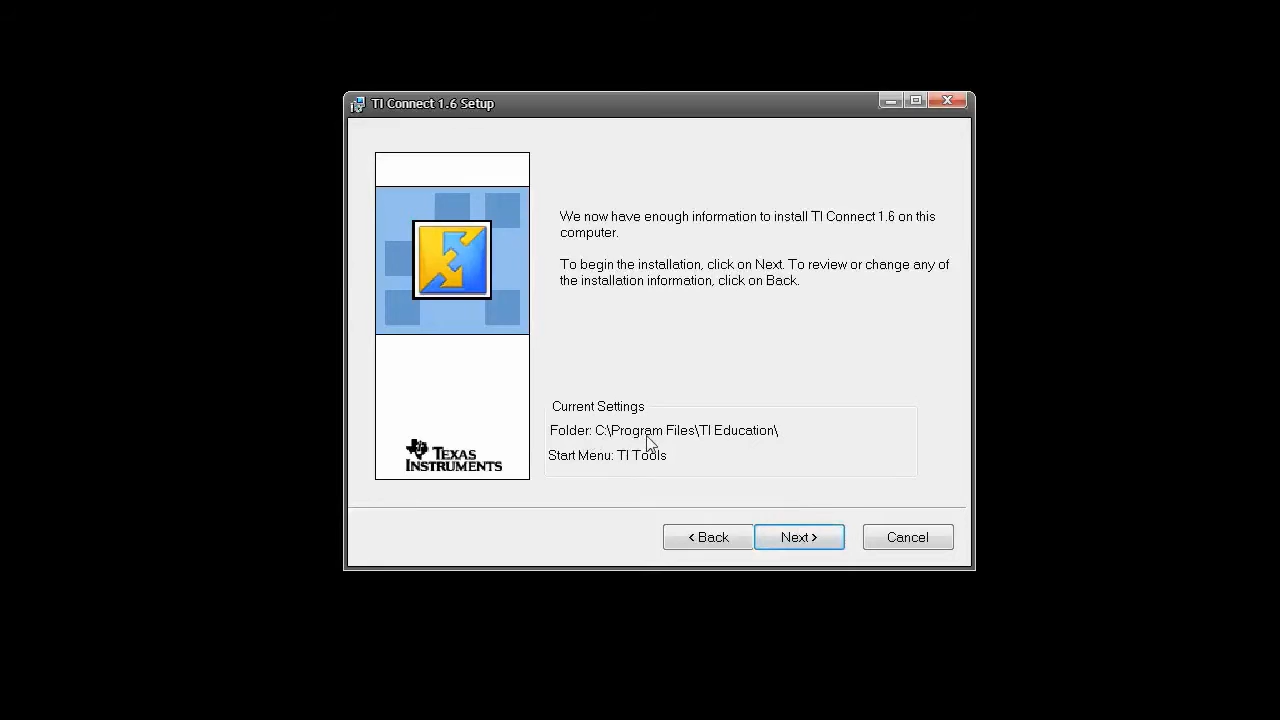 TI Connect 1.6 Setup
We now have enough information to install TI Connect 1.6 on this
computer.
To begin the installation, click on Next. To review or change any of
the installation information, click on Back.
Current Settings
Folder: C:\Program Files\TI Education\
Start Menu: TI Tools
TEXAS
INSTRUMENTS
< Back
Next >
Cancel